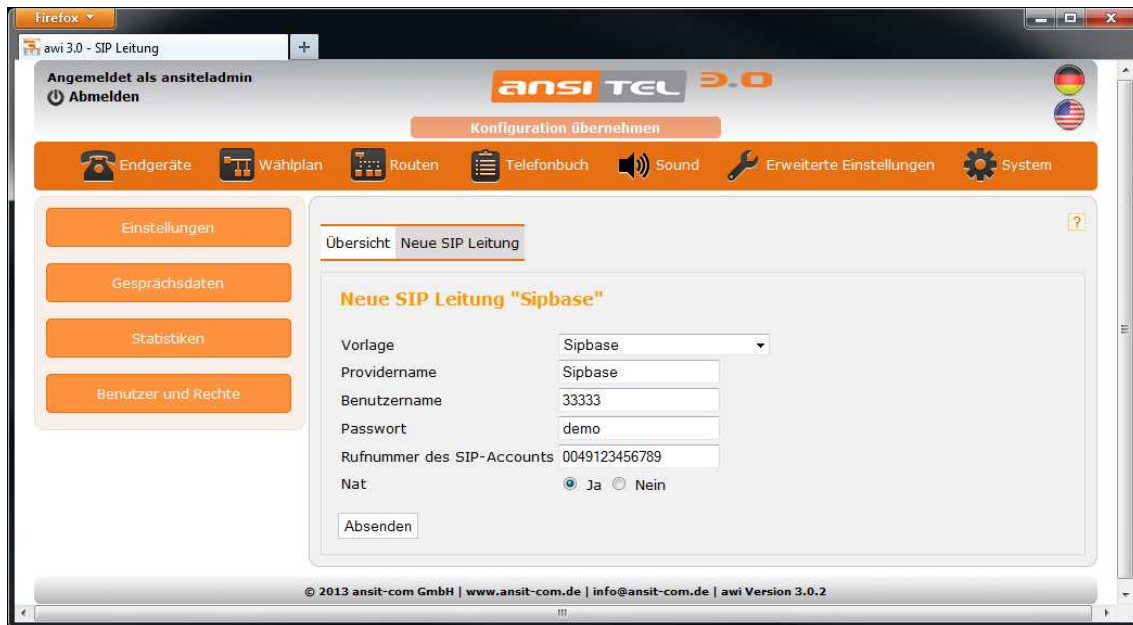 Firefox
awi 3.0 - SIP Leitung
Angemeldet als ansiteladmin
Abmelden
ansi TEL 3.0
Konfiguration übernehmen
Endgeräte Wählplan Routen Telefonbuch Sound Erweiterte Einstellungen System
Einstellungen
Gesprächsdaten
Statistiken
Benutzer und Rechte
?
Übersicht Neue SIP Leitung
Neue SIP Leitung "Sipbase"
Vorlage Sipbase
Providername Sipbase
Benutzername 33333
Passwort demo
Rufnummer des SIP-Accounts 0049123456789
Nat Ja Nein
Absenden
© 2013 ansit-com GmbH | www.ansit-com.de | info@ansit-com.de | awi Version 3.0.2